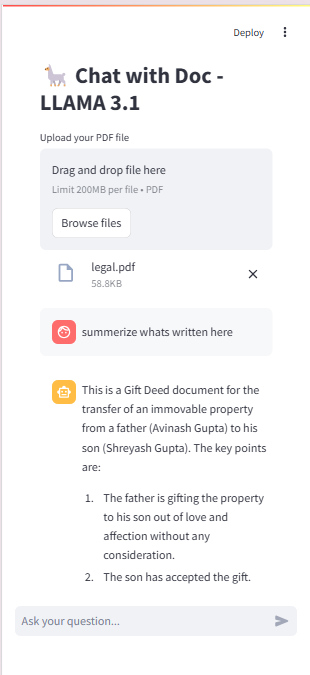 Deploy
🦙 Chat with Doc -
LLAMA 3.1
Upload your PDF file
Drag and drop file here
Limit 200MB per file • PDF
Browse files
legal.pdf
58.8KB
summerize whats written here
This is a Gift Deed document for the
transfer of an immovable property
from a father (Avinash Gupta) to his
son (Shreyash Gupta). The key points
are:
1. The father is gifting the property
to his son out of love and
affection without any
consideration.
2. The son has accepted the gift.
Ask your question...